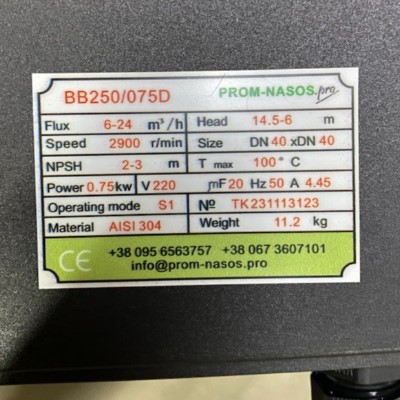 BB250/075D PROM-NASOS.pro
Flux 6-24 m³/h Head 14.5-6 m
Speed 2900 r/min Size DN 40 xDN 40
NPSH 2-3 m T max 100° C
Power 0.75kw V 220 mF 20 Hz 50 A 4.45
Operating mode S1 № TK231113123
Material AISI 304 Weight 11.2 kg
CE +38 095 6563757 +38 067 3607101
info@prom-nasos.pro